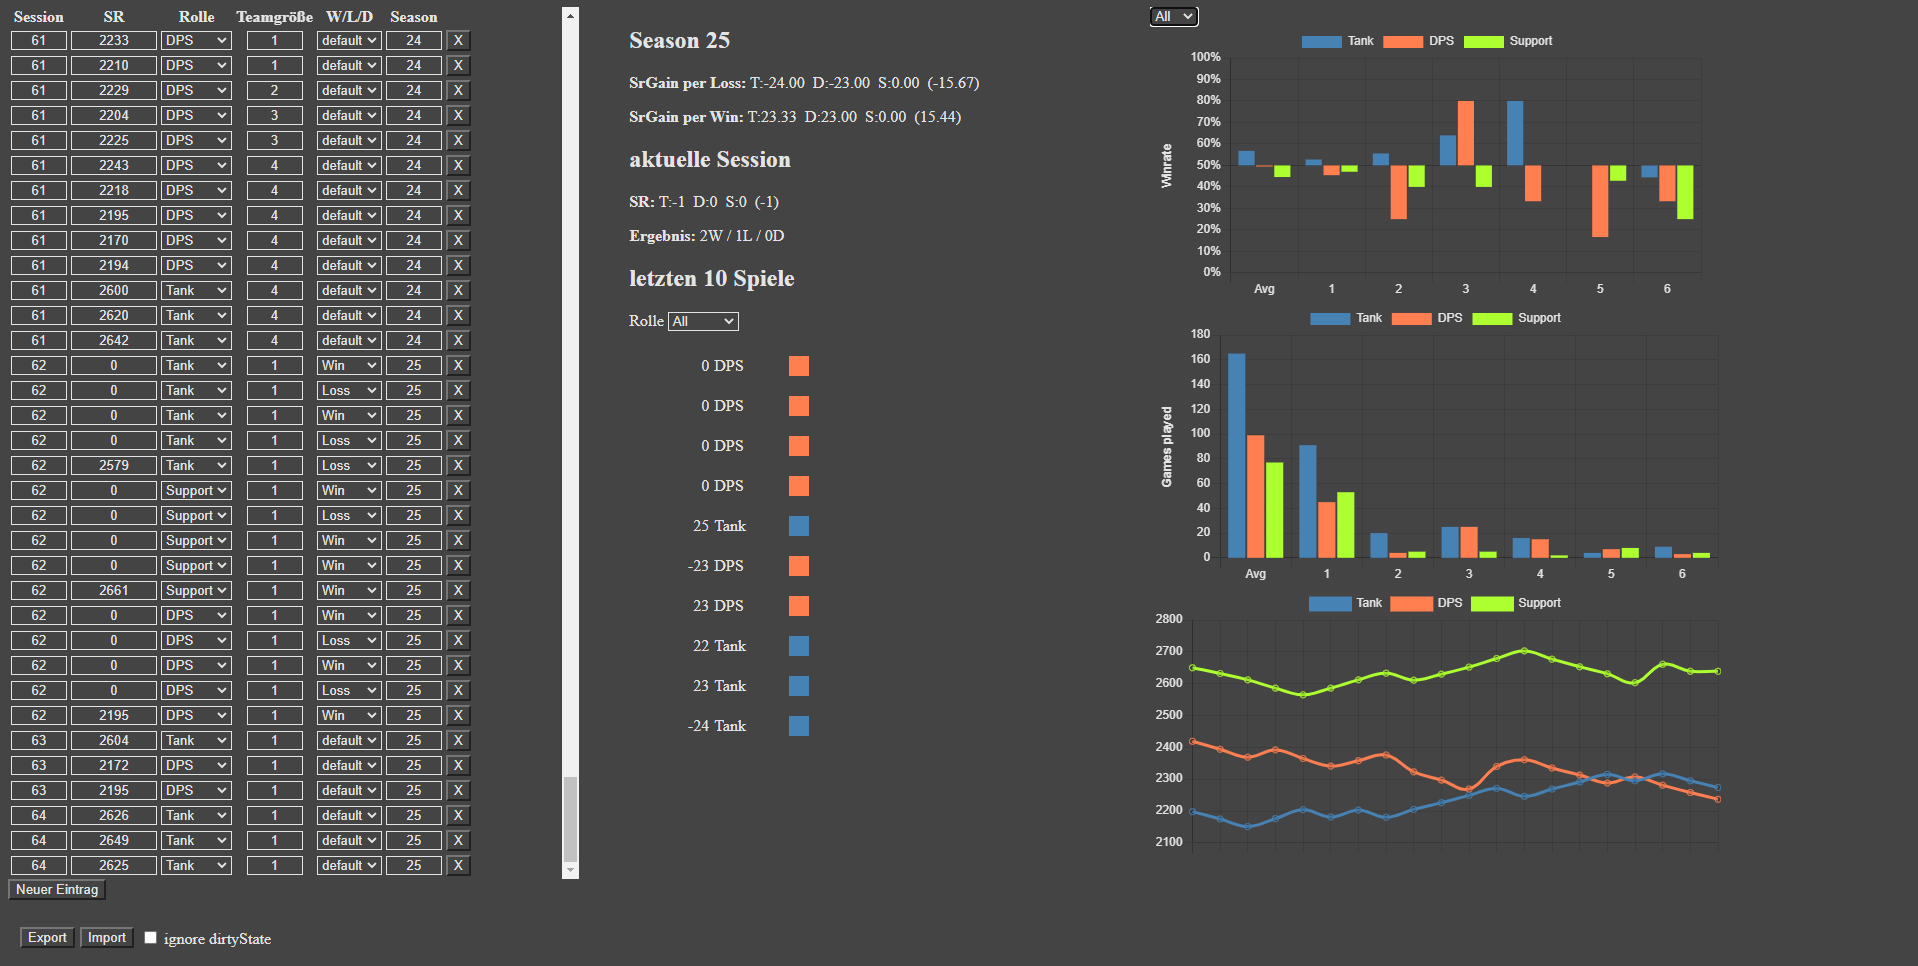 Session SR Rolle Teamgröße W/L/D Season
61 2233 DPS 1 default 24 X
61 2210 DPS 1 default 24 X
61 2229 DPS 2 default 24 X
61 2204 DPS 3 default 24 X
61 2225 DPS 3 default 24 X
61 2243 DPS 4 default 24 X
61 2218 DPS 4 default 24 X
61 2195 DPS 4 default 24 X
61 2170 DPS 4 default 24 X
61 2194 DPS 4 default 24 X
61 2600 Tank 4 default 24 X
61 2620 Tank 4 default 24 X
61 2642 Tank 4 default 24 X
62 0 Tank 1 Win 25 X
62 0 Tank 1 Loss 25 X
62 0 Tank 1 Win 25 X
62 0 Tank 1 Loss 25 X
62 2579 Tank 1 Loss 25 X
62 0 Support 1 Win 25 X
62 0 Support 1 Loss 25 X
62 0 Support 1 Win 25 X
62 0 Support 1 Win 25 X
62 2661 Support 1 Win 25 X
62 0 DPS 1 Win 25 X
62 0 DPS 1 Loss 25 X
62 0 DPS 1 Win 25 X
62 0 DPS 1 Loss 25 X
62 2195 DPS 1 Win 25 X
63 2604 Tank 1 default 25 X
63 2172 DPS 1 default 25 X
63 2195 DPS 1 default 25 X
64 2626 Tank 1 default 25 X
64 2649 Tank 1 default 25 X
64 2625 Tank 1 default 25 X
Neuer Eintrag
Export Import ignore dirtyState
Season 25
SrGain per Loss: T:-24.00 D:-23.00 S:0.00 (-15.67)
SrGain per Win: T:23.33 D:23.00 S:0.00 (15.44)
aktuelle Session
SR: T:-1 D:0 S:0 (-1)
Ergebnis: 2W / 1L / 0D
letzten 10 Spiele
Rolle All
0 DPS
0 DPS
0 DPS
0 DPS
25 Tank
-23 DPS
23 DPS
22 Tank
23 Tank
-24 Tank
All
Tank DPS Support
Winrate
100%
90%
80%
70%
60%
50%
40%
30%
20%
10%
0%
Avg 1 2 3 4 5 6
Tank DPS Support
Games played
180
160
140
120
100
80
60
40
20
0
Avg 1 2 3 4 5 6
Tank DPS Support
2800
2700
2600
2500
2400
2300
2200
2100